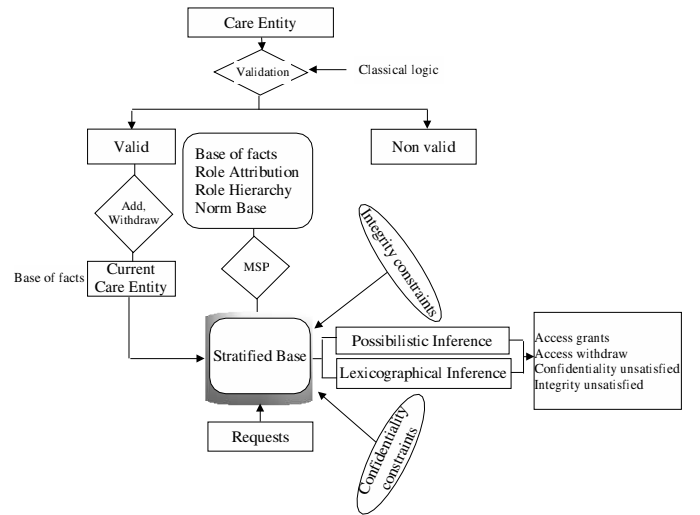 Care Entity
Validation
Classical logic
Valid
Non valid
Base of facts
Role Attribution
Role Hierarchy
Norm Base
Add,
Withdraw
MSP
Integrity constraints
Base of facts
Current
Care Entity
Stratified Base
Possibilistic Inference
Lexicographical Inference
Access grants
Access withdraw
Confidentiality unsatisfied
Integrity unsatisfied
Requests
Confidentiality
constraints